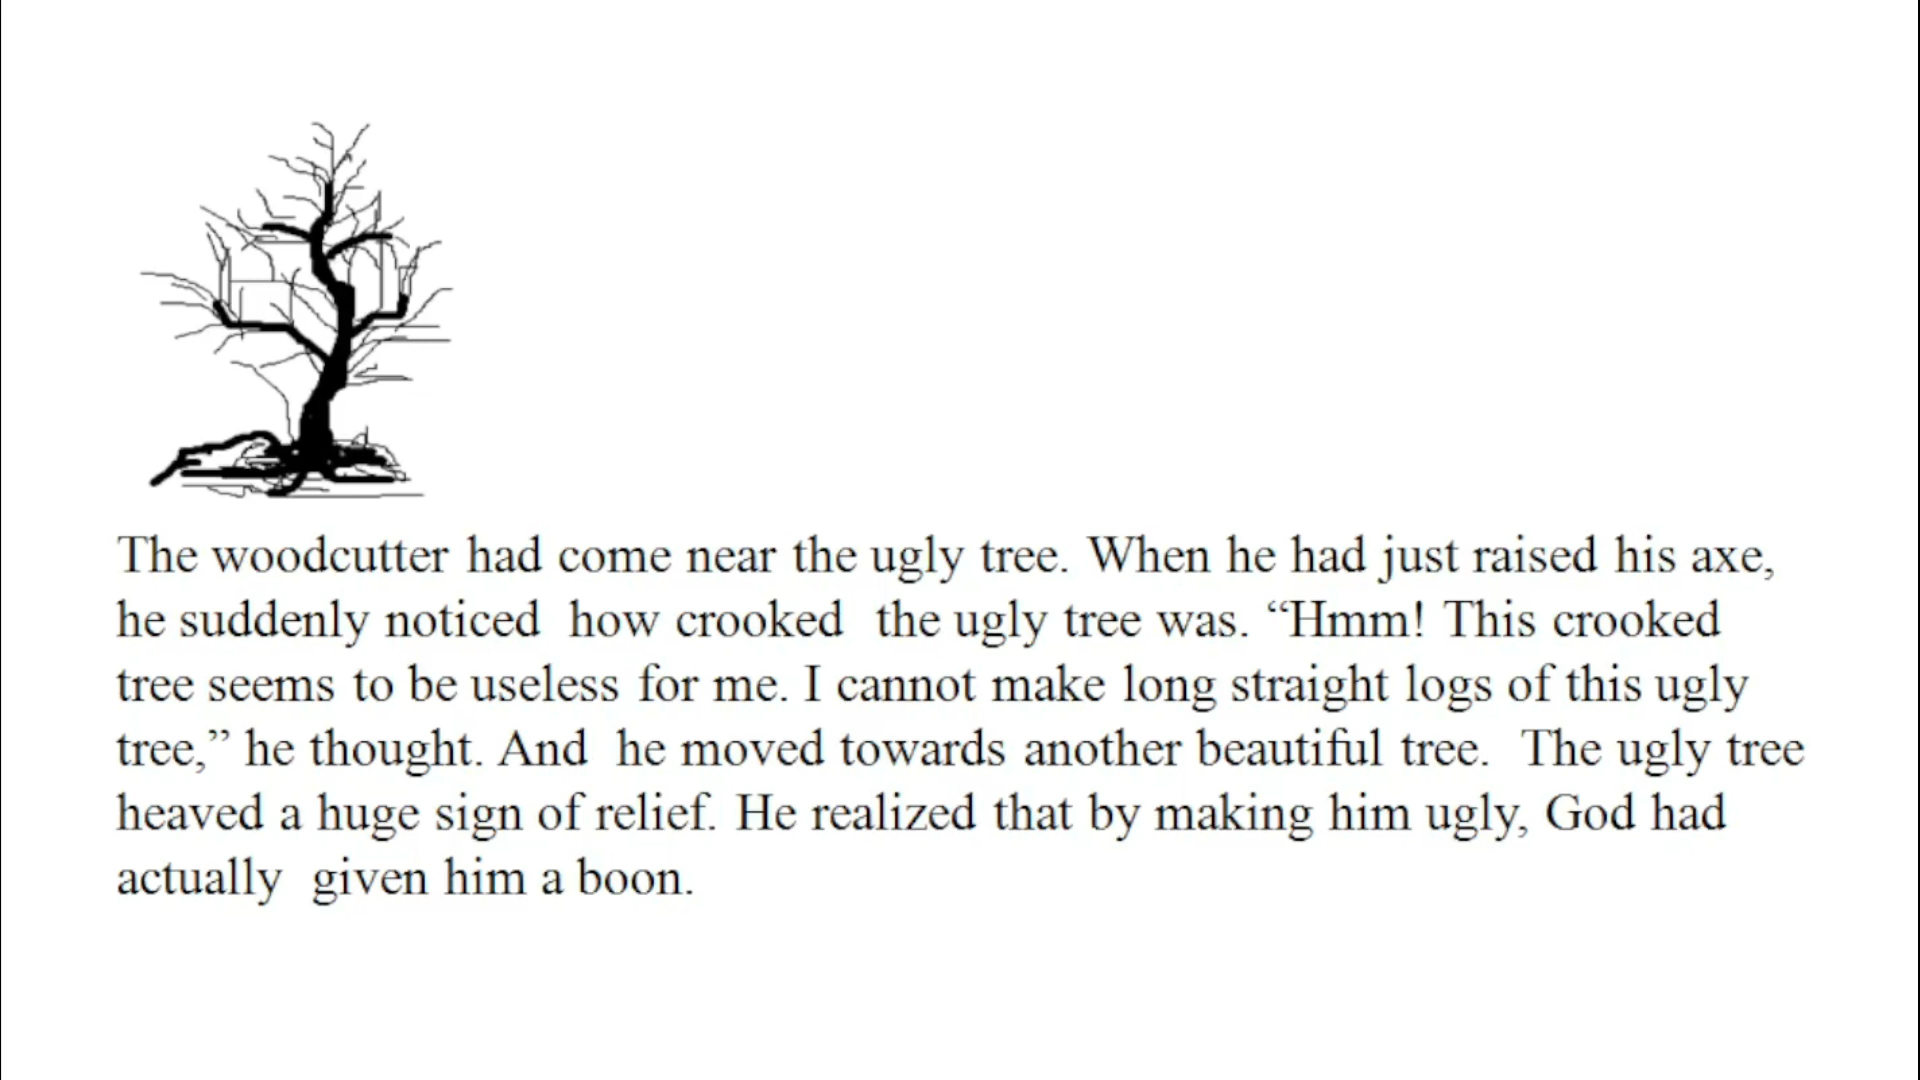 The woodcutter had come near the ugly tree. When he had just raised his axe,
he suddenly noticed how crooked the ugly tree was. “Hmm! This crooked
tree seems to be useless for me. I cannot make long straight logs of this ugly
tree,” he thought. And he moved towards another beautiful tree. The ugly tree
heaved a huge sign of relief. He realized that by making him ugly, God had
actually given him a boon.